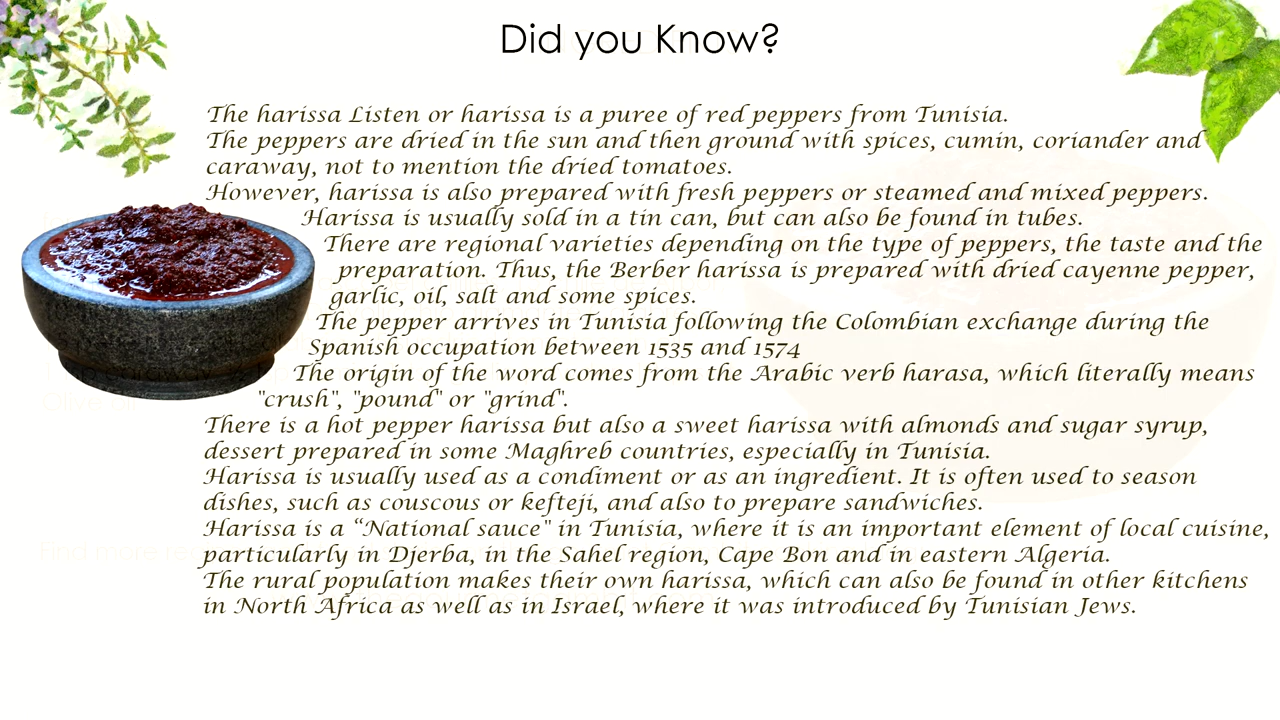 Did you Know?
The harissa Listen or harissa is a puree of red peppers from Tunisia.
The peppers are dried in the sun and then ground with spices, cumin, coriander and
caraway, not to mention the dried tomatoes.
However, harissa is also prepared with fresh peppers or steamed and mixed peppers.
Harissa is usually sold in a tin can, but can also be found in tubes.
There are regional varieties depending on the type of peppers, the taste and the
preparation. Thus, the Berber harissa is prepared with dried cayenne pepper,
garlic, oil, salt and some spices.
The pepper arrives in Tunisia following the Colombian exchange during the
Spanish occupation between 1535 and 1574
The origin of the word comes from the Arabic verb harasa, which literally means
"crush", "pound" or "grind".
There is a hot pepper harissa but also a sweet harissa with almonds and sugar syrup,
dessert prepared in some Maghreb countries, especially in Tunisia.
Harissa is usually used as a condiment or as an ingredient. It is often used to season
dishes, such as couscous or kefteji, and also to prepare sandwiches.
Harissa is a “National sauce" in Tunisia, where it is an important element of local cuisine,
particularly in Djerba, in the Sahel region, Cape Bon and in eastern Algeria.
The rural population makes their own harissa, which can also be found in other kitchens
in North Africa as well as in Israel, where it was introduced by Tunisian Jews.
Olive oil
Find more